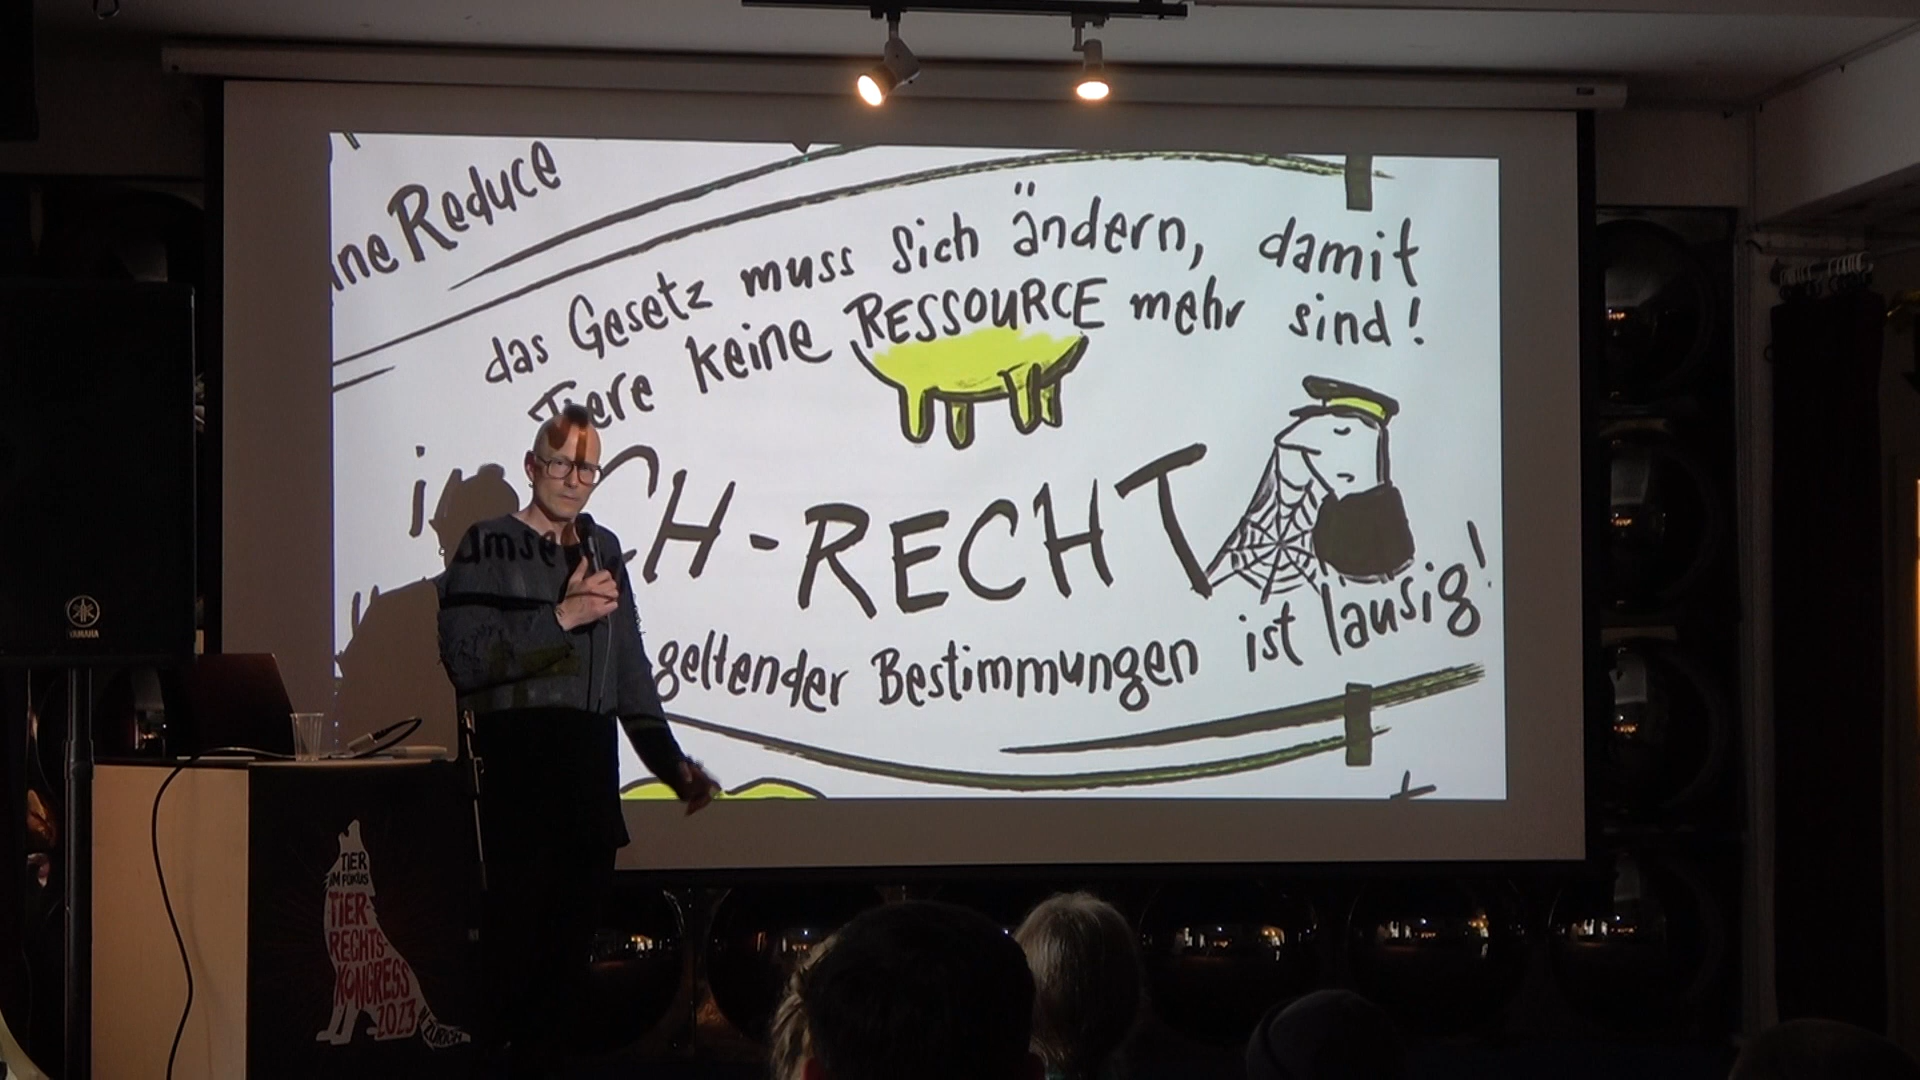 Reduce
das Gesetz muss sich ändern, damit
Tiere keine RESSOURCE mehr sind!
CH-RECHT
geltender Bestimmungen ist lausig!
YAMAHA
TIER
IM FOKUS
TIER-
RECHTS-
KONGRESS
2023
ZÜRICH